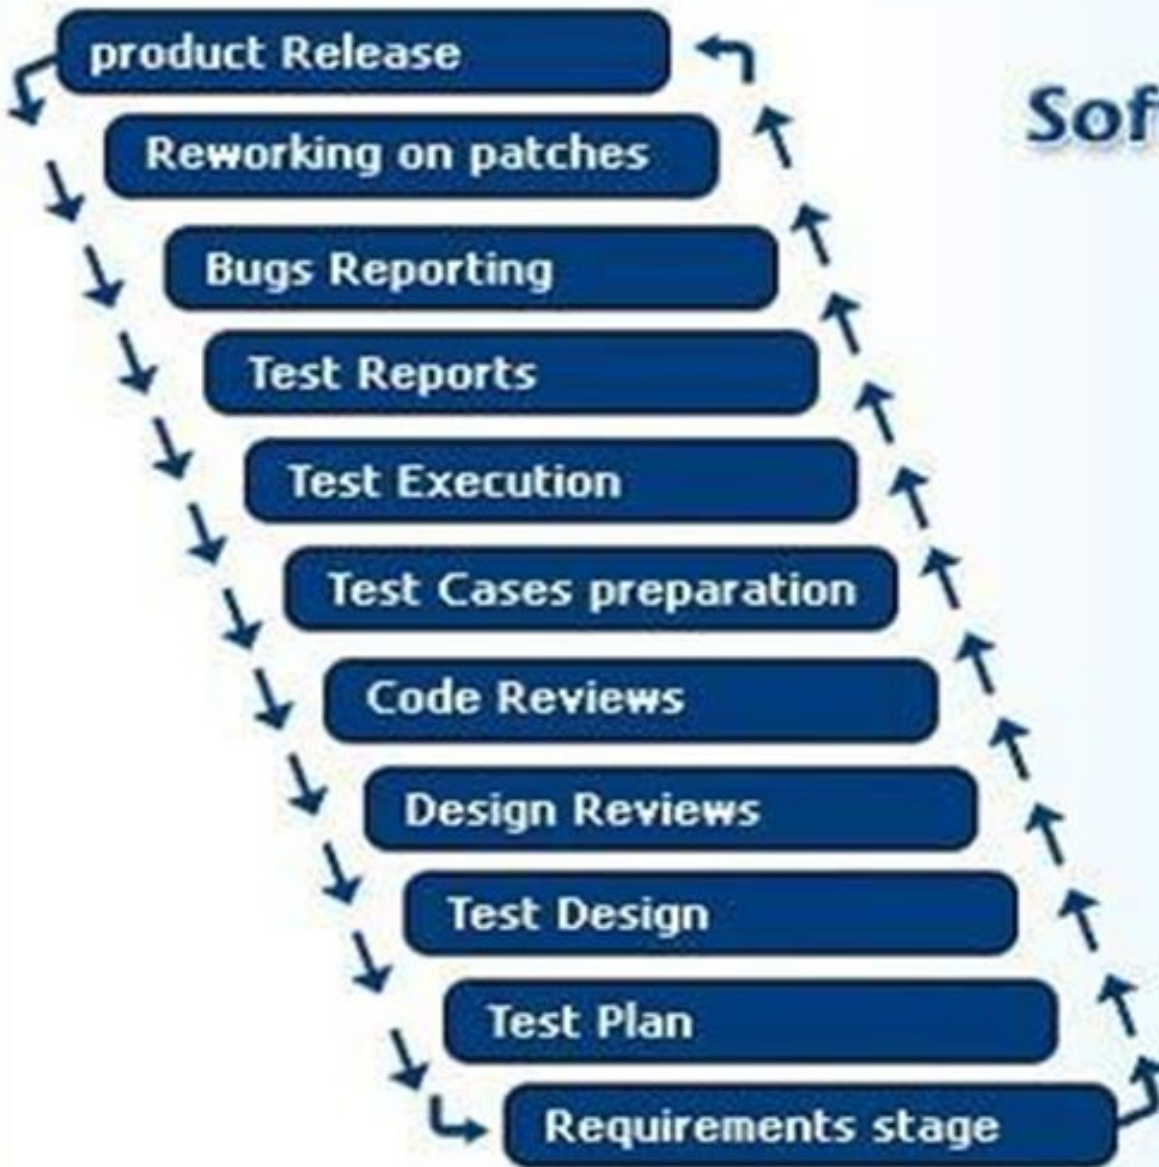 product Release
Sof
Reworking on patches
Bugs Reporting
Test Reports
Test Execution
Test Cases preparation
Code Reviews
Design Reviews
Test Design
Test Plan
Requirements stage